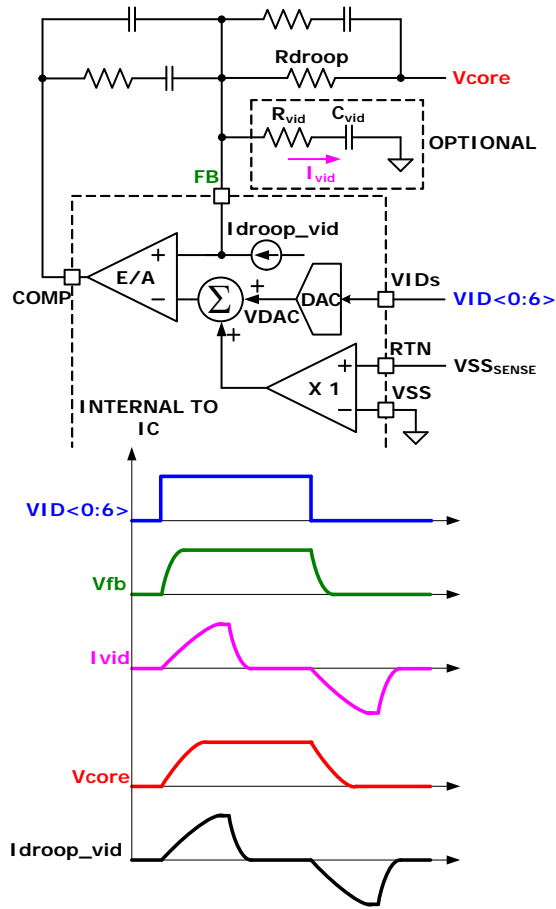 Rdroop
Vcore
Rvid
Cvid
OPTIONAL
Ivid
FB
Idroop_vid
E/A
+
−
Σ
+
+
VDAC
DAC
VIDs
VID<0:6>
COMP
RTN
VSSSENSE
+
X 1
−
VSS
INTERNAL TO
IC
VID<0:6>
Vfb
Ivid
Vcore
Idroop_vid